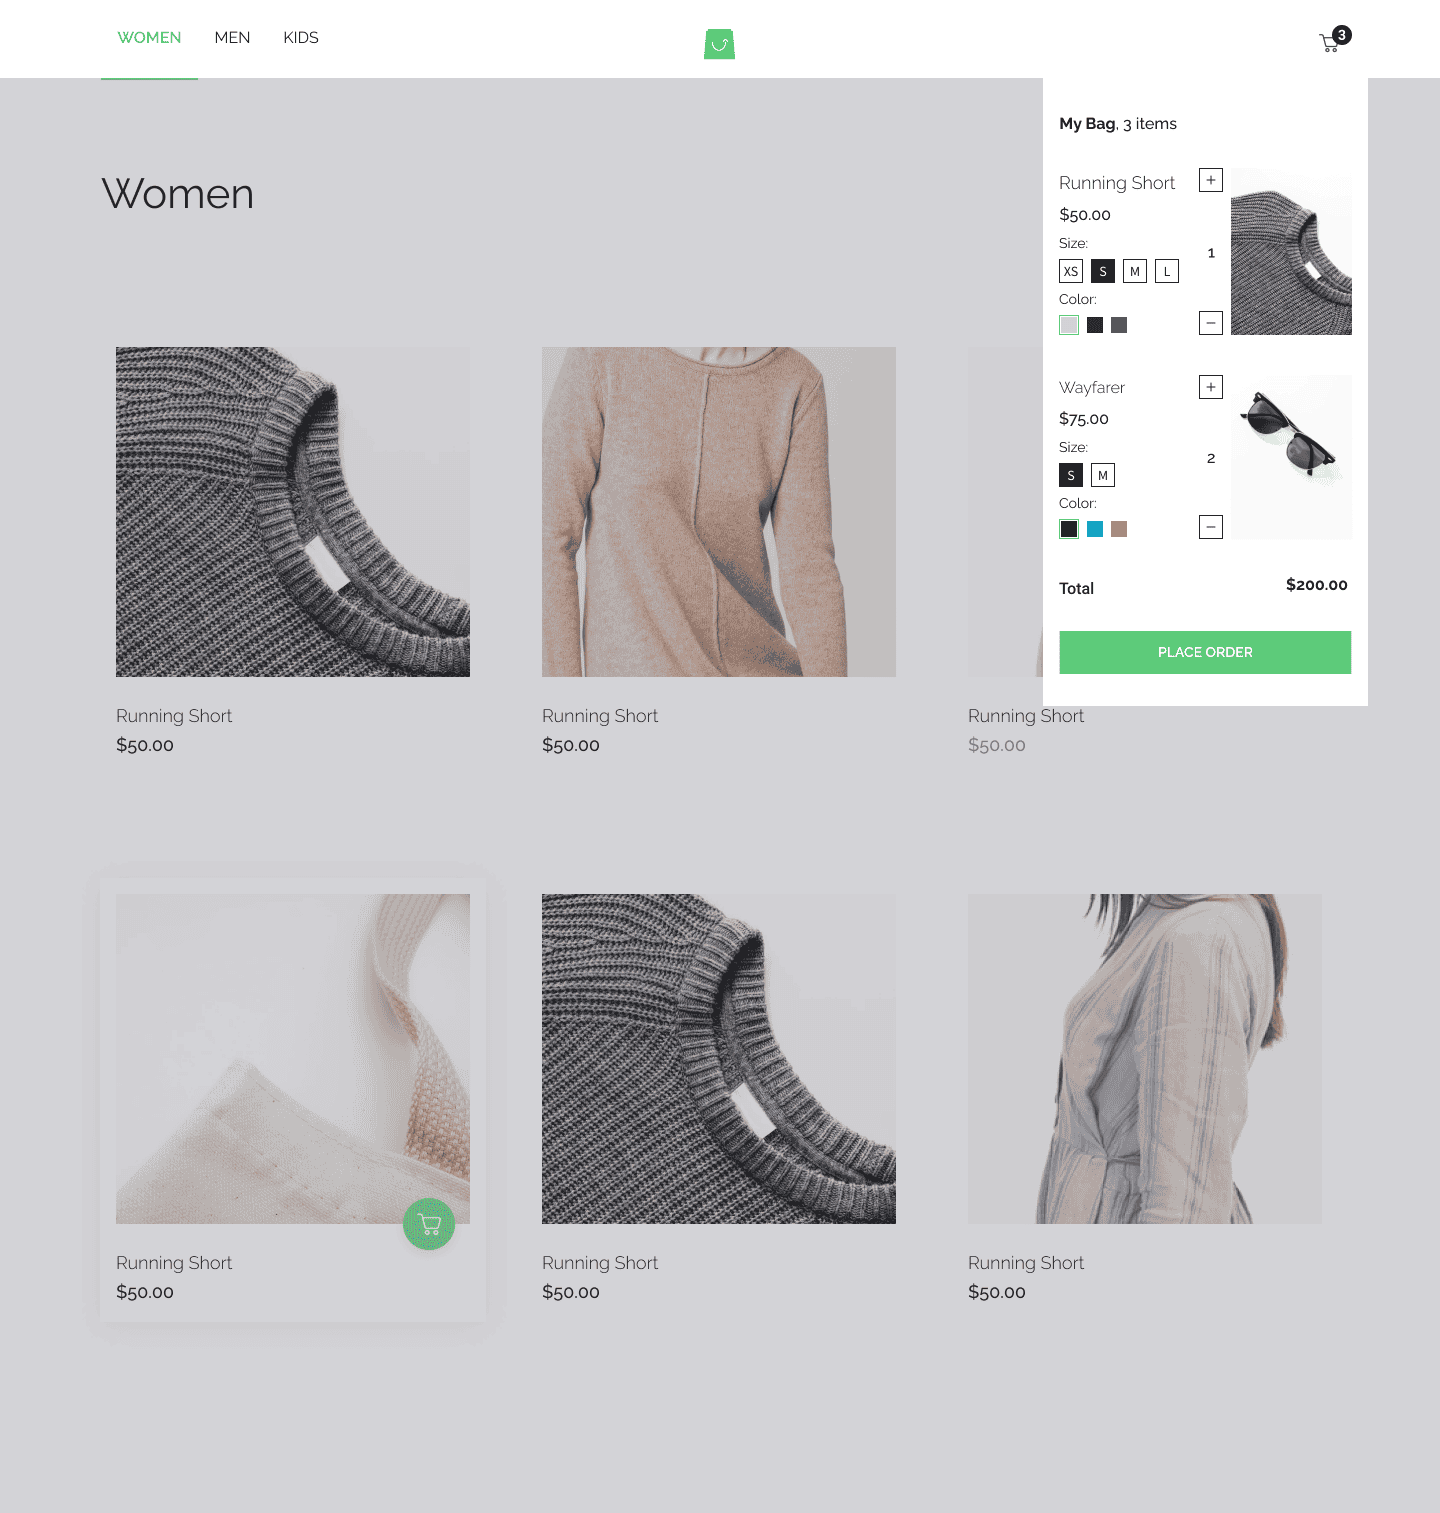 WOMEN MEN KIDS
3
My Bag, 3 items
Women
Running Short
$50.00
Size:
XS S M L
Color:
+
1
−
Wayfarer
$75.00
Size:
S M
Color:
+
2
−
Total $200.00
PLACE ORDER
Running Short
$50.00
Running Short
$50.00
Running Short
$50.00
Running Short
$50.00
Running Short
$50.00
Running Short
$50.00